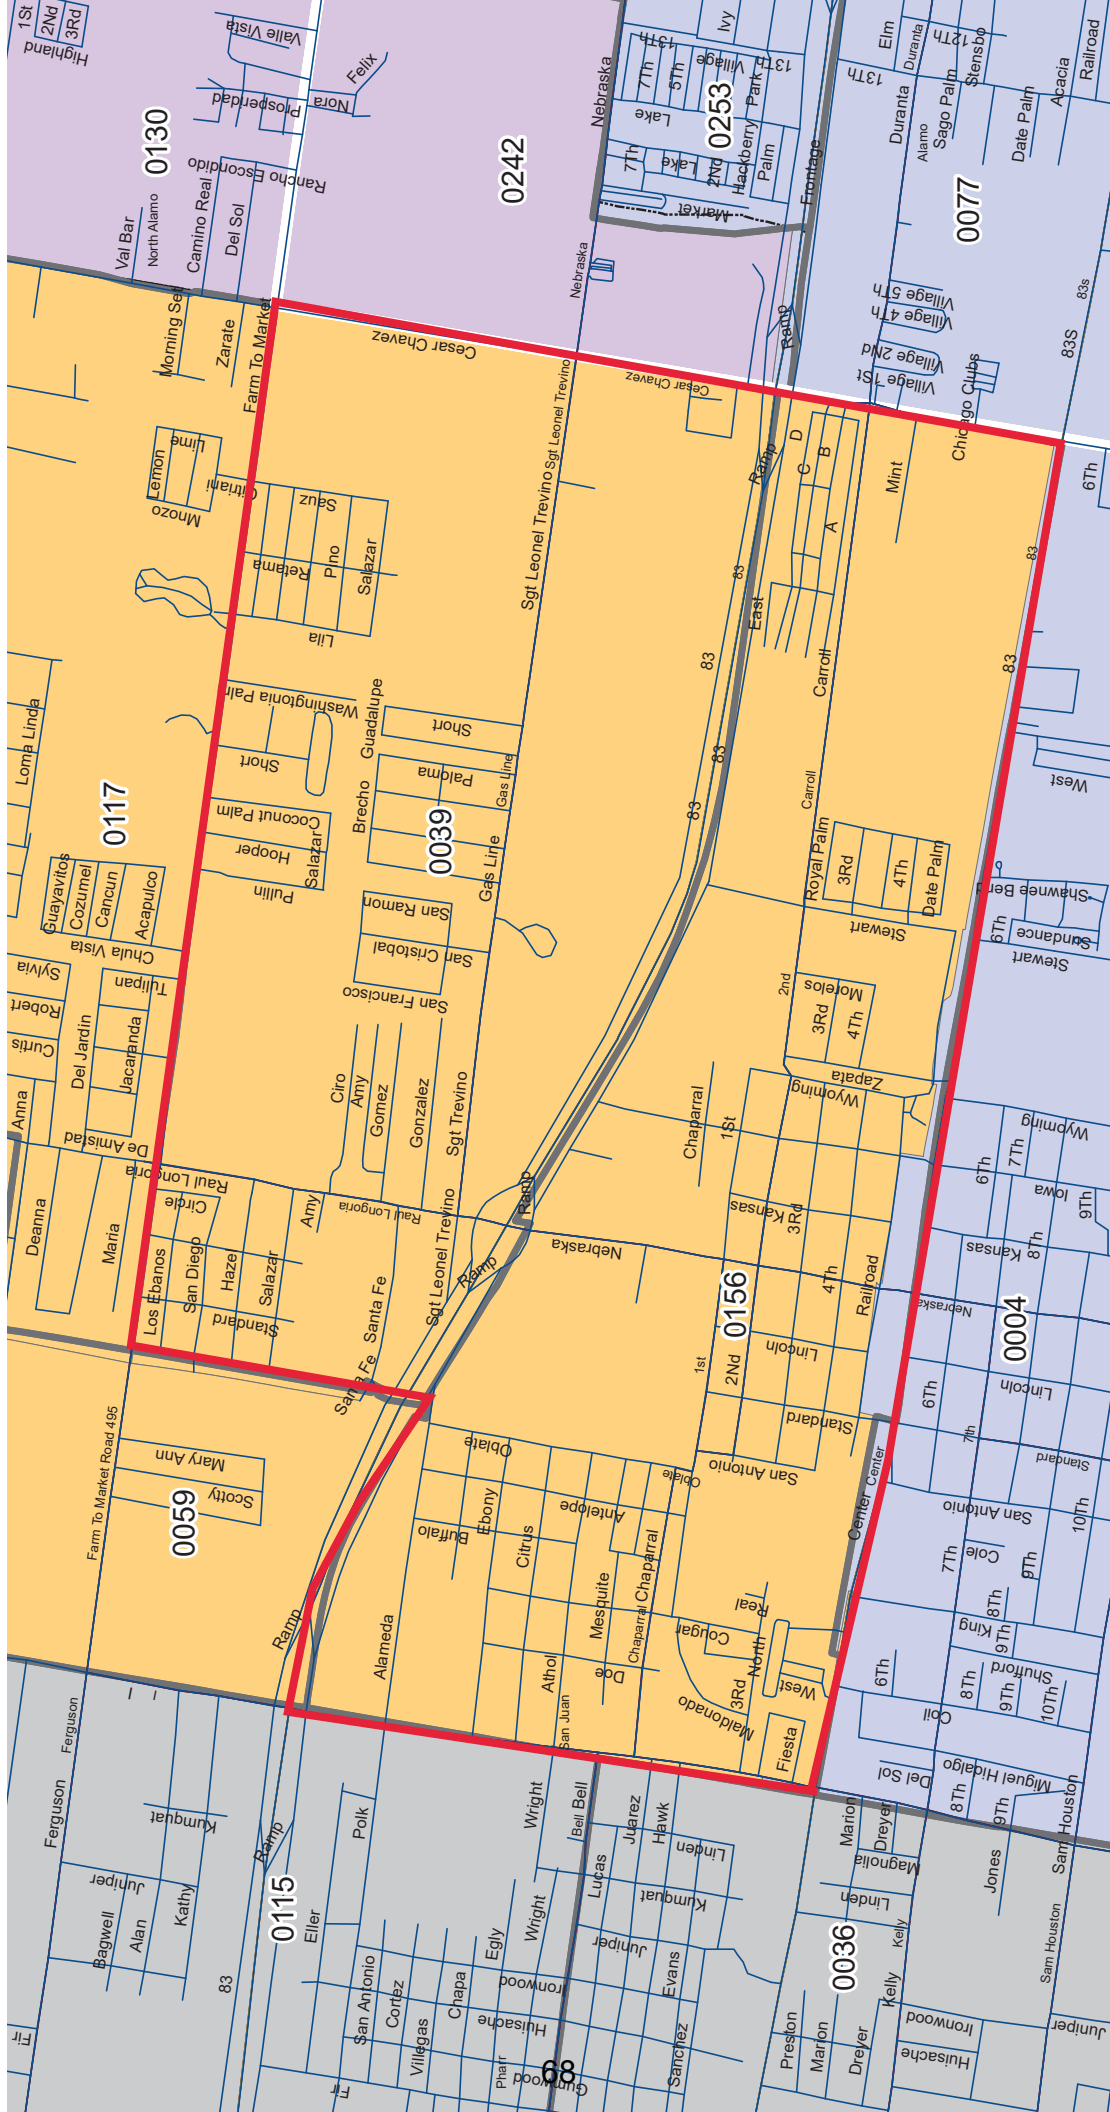 1St
2Nd
3Rd
Highland
Valle Vista
Felix
Nora
Prosperidad
0130
Rancho Escondido
Val Bar
North Alamo
Camino Real
Del Sol
0242
Nebraska
13Th
Ivy
7Th
5Th
Village
13Th
Park
Lake
0253
7Th
Lake
2Nd
Hackberry
Palm
Market
Frontage
Elm
Duranta
12Th
Stensbo
13Th
Railroad
Acacia
Duranta
Sago Palm
Alamo
Date Palm
0077
Nebraska
Village 5Th
Village 4Th
Village 2Nd
Village 1St
83s
83S
Chicago Clubs
Ramp
Morning Set
Zarate
Farm To Market
Cesar Chavez
Cesar Chavez
Sgt Leonel Trevino
Sgt Leonel Trevino
Sgt Leonel Trevino
Lime
Lemon
Mnozo
Citriani
Sauz
Retama
Pino
Salazar
Lila
Ramp
D
C
B
A
Mint
6Th
83
83
East
83
83
Carroll
83
Loma Linda
0117
Washingtonia Palm
Short
Guadalupe
Short
Brecho
Paloma
Gas Line
Coconut Palm
Hooper
Salazar
Pullin
0039
Gas Line
83
83
Carroll
Royal Palm
3Rd
4Th
Date Palm
Stewart
West
Shawnee Bend
Sundance
6Th
Stewart
Guayavitos
Cozumel
Cancun
Acapulco
Chula Vista
Sylvia
Tulipan
Robert
Curtis
Del Jardin
Jacaranda
Anna
De Amistad
San Ramon
San Cristobal
San Francisco
2nd
Morelos
3Rd
4Th
Zapata
Wyoming
Ciro
Amy
Gomez
Gonzalez
Sgt Trevino
Chaparral
1St
Wyoming
7Th
6Th
Iowa
9Th
Raul Longoria
Circle
Amy
Raul Longoria
Sgt Leonel Trevino
Ramp
Kansas
3Rd
Kansas
8Th
Deanna
Maria
Los Ebanos
San Diego
Haze
Salazar
Standard
Santa Fe
Santa Fe
Ramp
Nebraska
0156
4Th
Railroad
Nebraska
0004
1st
2Nd
Lincoln
Standard
6Th
Lincoln
7th
Standard
Farm To Market Road 495
Mary Ann
Scotty
0059
Oblate
Buffalo
Ebony
Antelope
Citrus
Oblate
San Antonio
Center
Center
San Antonio
10Th
7Th
Cole
9Th
Ramp
Alameda
Mesquite
Chaparral
Chaparral
Cougar
Real
North
Doe
Athol
San Juan
3Rd
West
Maldonado
Fiesta
King
8Th
9Th
Shufford
6Th
8Th
9Th
10Th
Coil
Ferguson
Ferguson
Kumquat
Ramp
Polk
Wright
Bell
Bell
Juarez
Hawk
Linden
Marion
Dreyer
Magnolia
Del Sol
8Th
Miguel Hidalgo
9Th
Sam Houston
Juniper
Bagwell
Alan
Kathy
0115
83
Eller
Lucas
Kumquat
Wright
Egly
Juniper
Linden
Jones
Kelly
0036
Sam Houston
San Antonio
Cortez
Villegas
Chapa
Ironwood
Huisache
Evans
Sanchez
Preston
Marion
Dreyer
Kelly
Ironwood
Huisache
Juniper
Fir
Fir
Pharr
Gumwood
68